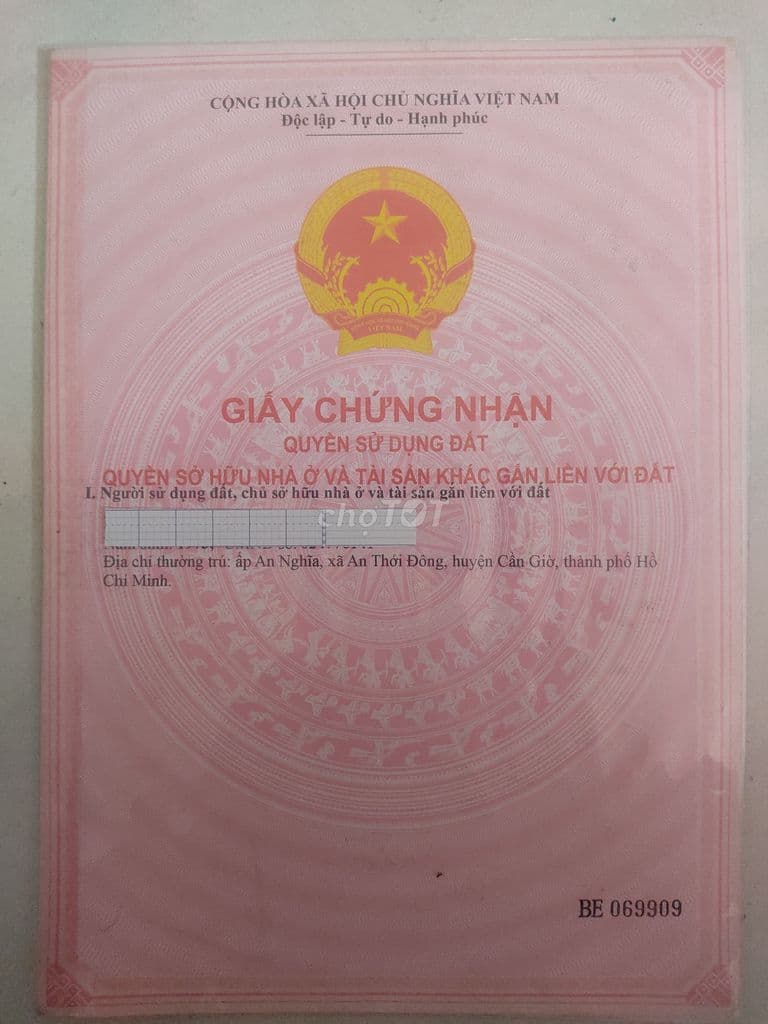 CỘNG HÒA XÃ HỘI CHỦ NGHĨA VIỆT NAM
Độc lập - Tự do - Hạnh phúc
VIỆT NAM
GIẤY CHỨNG NHẬN
QUYỀN SỬ DỤNG ĐẤT
QUYỀN SỞ HỮU NHÀ Ở VÀ TÀI SẢN KHÁC GẮN LIỀN VỚI ĐẤT
I. Người sử dụng đất, chủ sở hữu nhà ở và tài sản gắn liền với đất
chợTỐT
Địa chỉ thường trú: ấp An Nghĩa, xã An Thới Đông, huyện Cần Giờ, thành phố Hồ
Chí Minh.
BE 069909